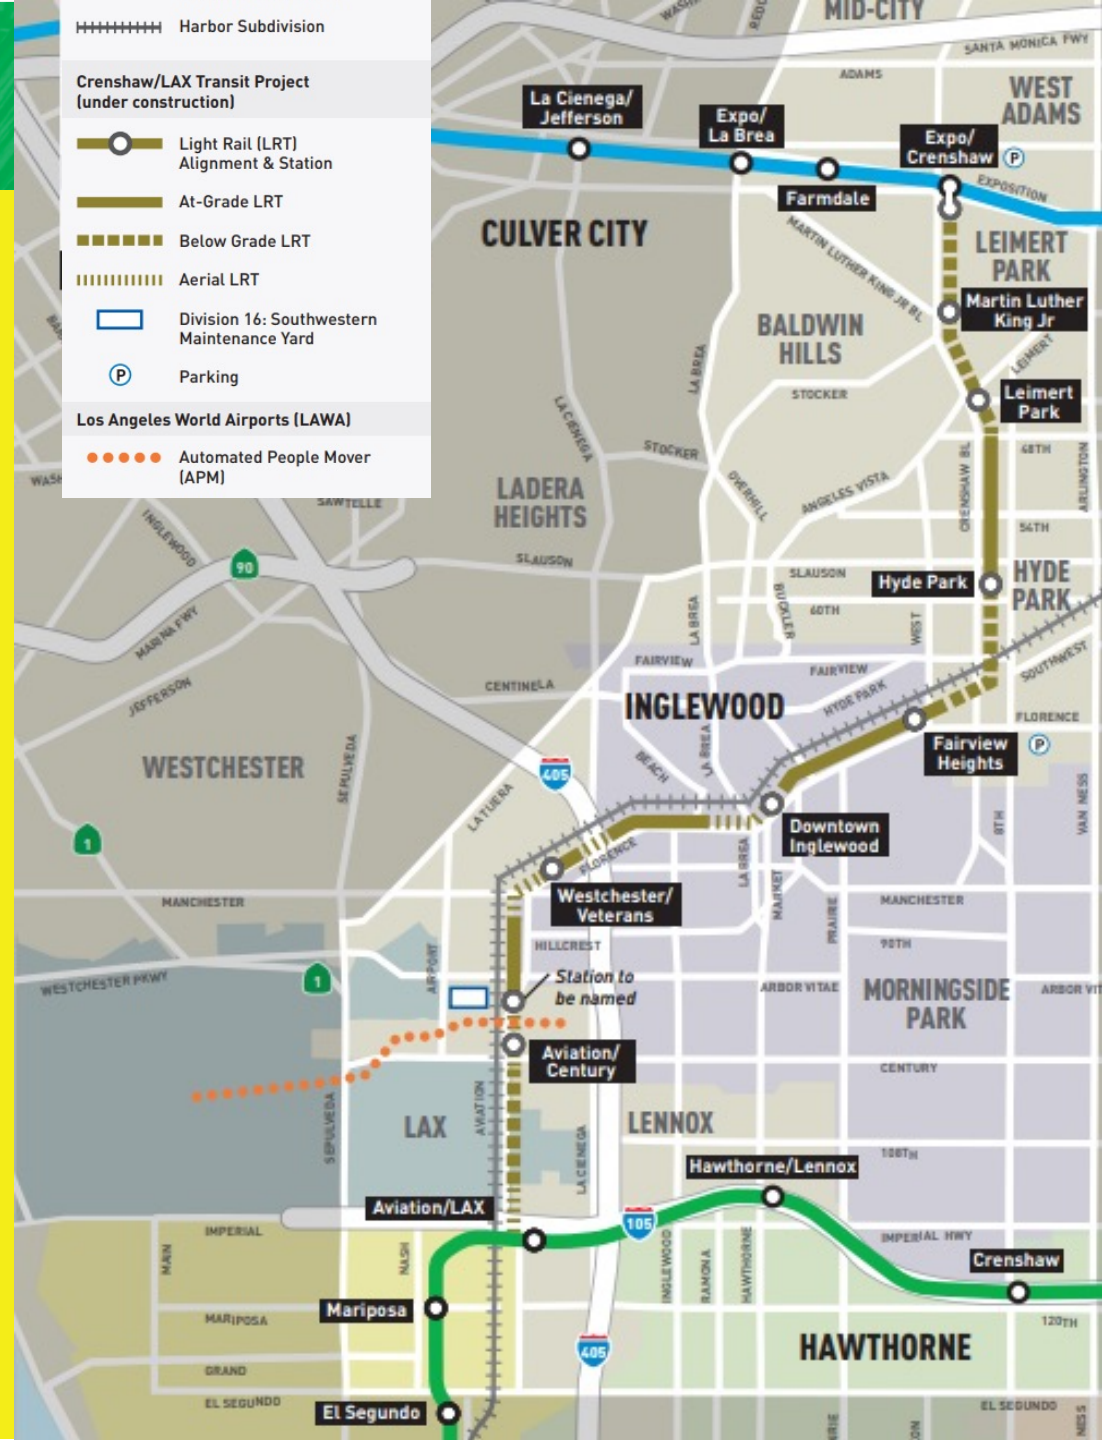 Harbor Subdivision
Crenshaw/LAX Transit Project
(under construction)
Light Rail (LRT)
Alignment & Station
At-Grade LRT
Below Grade LRT
Aerial LRT
Division 16: Southwestern
Maintenance Yard
P Parking
Los Angeles World Airports (LAWA)
Automated People Mover
(APM)
MID-CITY
SANTA MONICA FWY
ADAMS
WEST
ADAMS
La Cienega/
Jefferson
Expo/
La Brea
Expo/
Crenshaw
P
Farmdale
EXPOSITION
CULVER CITY
MARTIN LUTHER KING JR BL
LEIMERT
PARK
Martin Luther
King Jr
BALDWIN
HILLS
LEIMERT
LA BREA
STOCKER
Leimert
Park
LA CIENEGA
STOCKER
48TH
CRENSHAW BL
ARLINGTON
OVERHILL
ANGELES VISTA
LADERA
HEIGHTS
SAWTELLE
INGLEWOOD
54TH
90
SLAUSON
SLAUSON
Hyde Park
HYDE
PARK
60TH
BUCKLER
WEST
LA BREA
MARINA FWY
FAIRVIEW
FAIRVIEW
SOUTHWEST
JEFFERSON
CENTINELA
INGLEWOOD
HYDE PARK
FLORENCE
Fairview
Heights
P
WESTCHESTER
SEPULVEDA
405
BEACH
LA BREA
LA TIJERA
1
Downtown
Inglewood
8TH
VAN NESS
FLORENCE
LA BREA
MARKET
Westchester/
Veterans
MANCHESTER
PRAIRIE
MANCHESTER
HILLCREST
90TH
AIRPORT
Station to
be named
1
WESTCHESTER PKWY
ARBOR VITAE
MORNINGSIDE
PARK
ARBOR VIT
Aviation/
Century
CENTURY
SEPULVEDA
LAX
AVIATION
LENNOX
LA CIENEGA
108TH
Hawthorne/Lennox
Aviation/LAX
105
IMPERIAL
IMPERIAL HWY
MAIN
NASH
INGLEWOOD
RAMONA
HAWTHORNE
Crenshaw
Mariposa
MARIPOSA
120TH
405
HAWTHORNE
GRAND
EL SEGUNDO
El Segundo
EL SEGUNDO